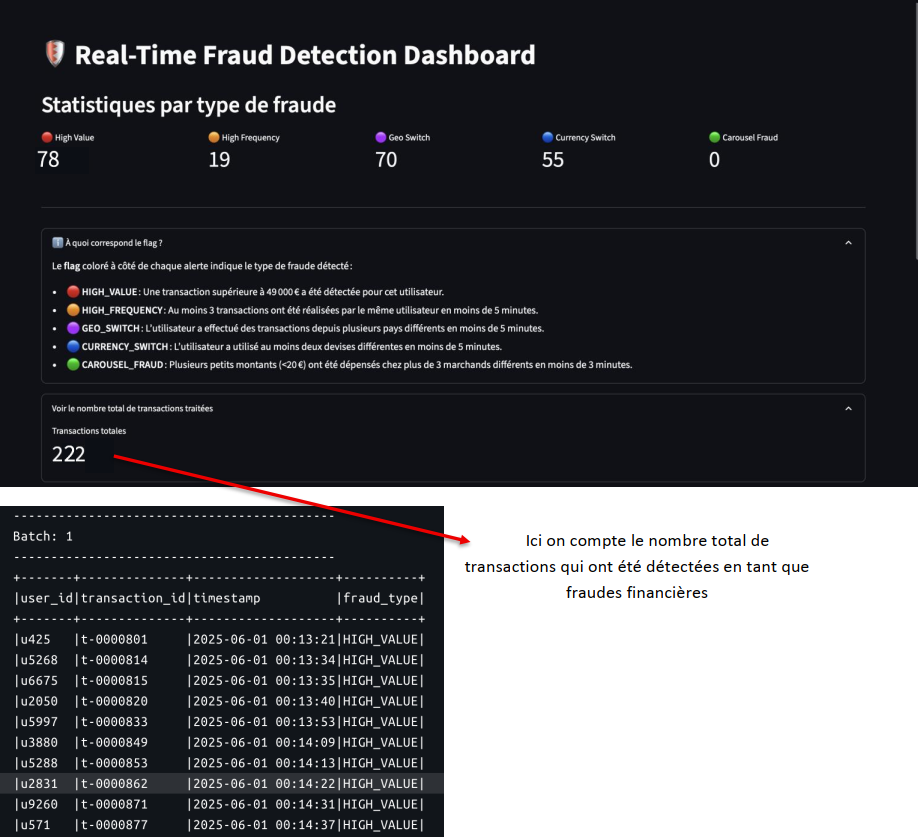 Real-Time Fraud Detection Dashboard
Statistiques par type de fraude
High Value
78
High Frequency
19
Geo Switch
70
Currency Switch
55
Carousel Fraud
0
À quoi correspond le flag ?
Le flag coloré à côté de chaque alerte indique le type de fraude détecté :
• HIGH_VALUE : Une transaction supérieure à 49 000 € a été détectée pour cet utilisateur.
• HIGH_FREQUENCY : Au moins 3 transactions ont été réalisées par le même utilisateur en moins de 5 minutes.
• GEO_SWITCH : L'utilisateur a effectué des transactions depuis plusieurs pays différents en moins de 5 minutes.
• CURRENCY_SWITCH : L'utilisateur a utilisé au moins deux devises différentes en moins de 5 minutes.
• CAROUSEL_FRAUD : Plusieurs petits montants (<20 €) ont été dépensés chez plus de 3 marchands différents en moins de 3 minutes.
Voir le nombre total de transactions traitées
Transactions totales
222
Ici on compte le nombre total de
transactions qui ont été détectées en tant que
fraudes financières
-------------------------------------------
Batch: 1
-------------------------------------------
+-------+--------------+-------------------+----------+
|user_id|transaction_id|timestamp          |fraud_type|
+-------+--------------+-------------------+----------+
|u425   |t-0000801     |2025-06-01 00:13:21|HIGH_VALUE|
|u5268  |t-0000814     |2025-06-01 00:13:34|HIGH_VALUE|
|u6675  |t-0000815     |2025-06-01 00:13:35|HIGH_VALUE|
|u2050  |t-0000820     |2025-06-01 00:13:40|HIGH_VALUE|
|u5997  |t-0000833     |2025-06-01 00:13:53|HIGH_VALUE|
|u3880  |t-0000849     |2025-06-01 00:14:09|HIGH_VALUE|
|u5288  |t-0000853     |2025-06-01 00:14:13|HIGH_VALUE|
|u2831  |t-0000862     |2025-06-01 00:14:22|HIGH_VALUE|
|u9260  |t-0000871     |2025-06-01 00:14:31|HIGH_VALUE|
|u571   |t-0000877     |2025-06-01 00:14:37|HIGH_VALUE|